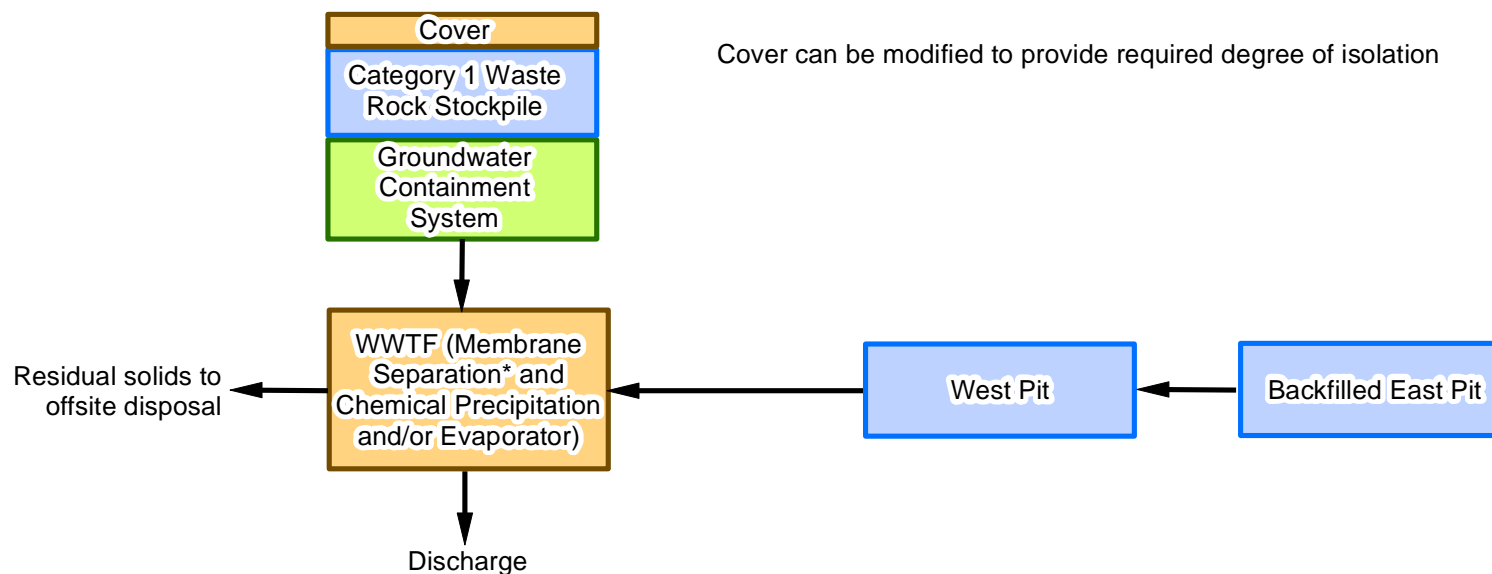 Cover
Cover can be modified to provide required degree of isolation
Category 1 Waste
Rock Stockpile
Groundwater
Containment
System
WWTF (Membrane
Separation* and
Chemical Precipitation
and/or Evaporator)
Residual solids to
offsite disposal
West Pit
Backfilled East Pit
Discharge